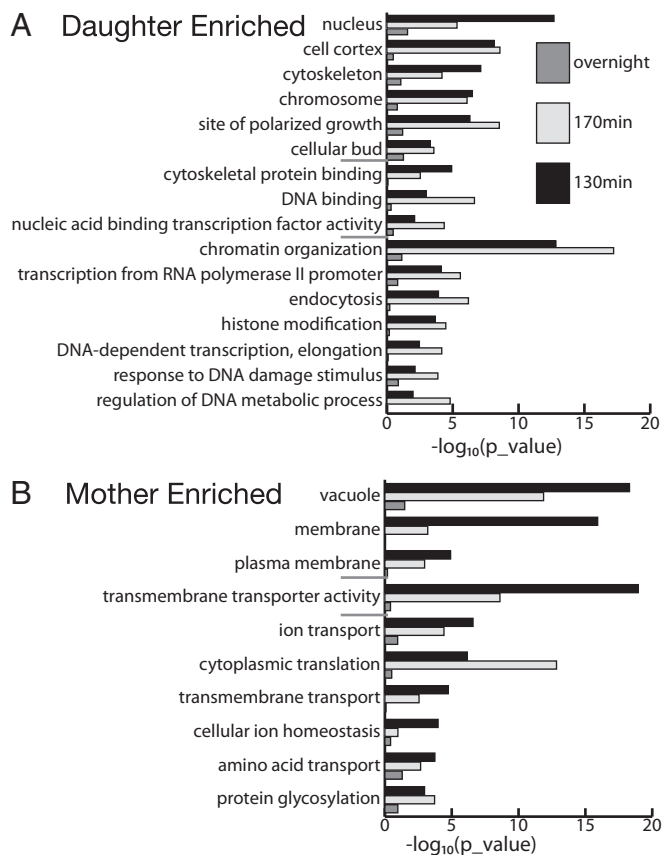 A Daughter Enriched
nucleus
cell cortex
cytoskeleton
chromosome
site of polarized growth
cellular bud
cytoskeletal protein binding
DNA binding
nucleic acid binding transcription factor activity
chromatin organization
transcription from RNA polymerase II promoter
endocytosis
histone modification
DNA-dependent transcription, elongation
response to DNA damage stimulus
regulation of DNA metabolic process
overnight
170min
130min
0 5 10 15 20
-log₁₀(p_value)
B Mother Enriched
vacuole
membrane
plasma membrane
transmembrane transporter activity
ion transport
cytoplasmic translation
transmembrane transport
cellular ion homeostasis
amino acid transport
protein glycosylation
0 5 10 15 20
-log₁₀(p_value)